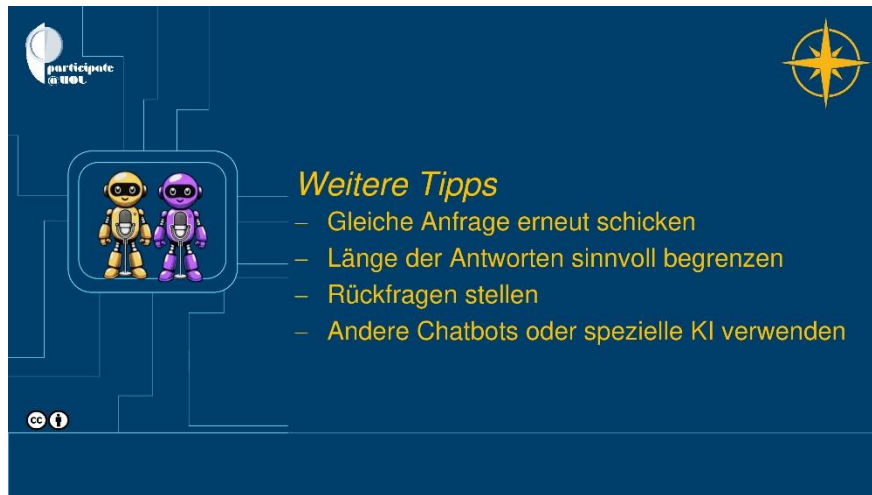 participate
@UOL
Weitere Tipps
– Gleiche Anfrage erneut schicken
– Länge der Antworten sinnvoll begrenzen
– Rückfragen stellen
– Andere Chatbots oder spezielle KI verwenden
cc